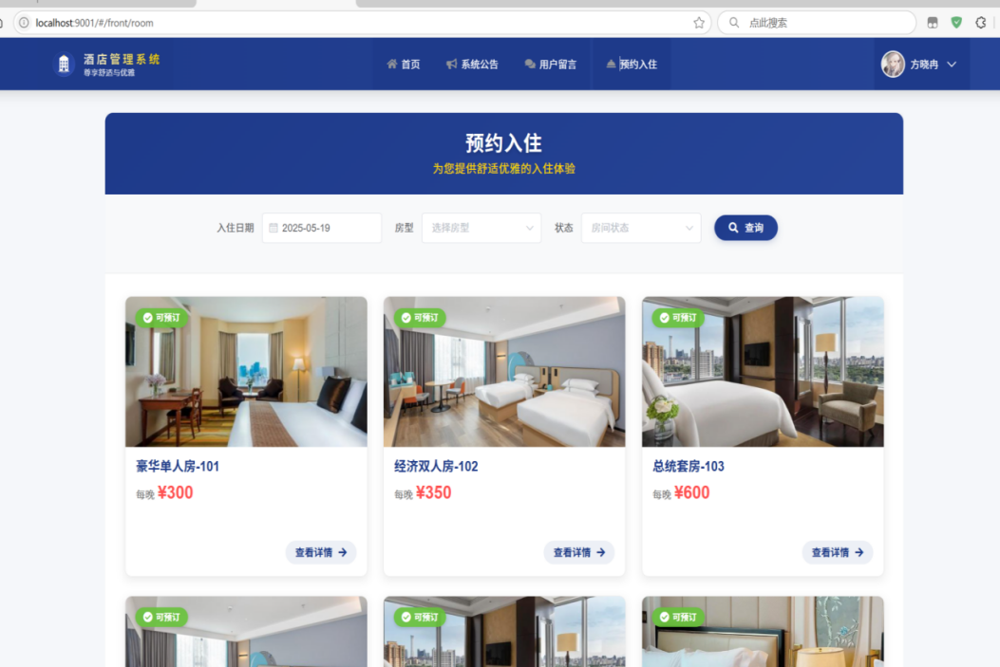 localhost:9001/#/front/room
点此搜索
酒店管理系统
尊享舒适与优雅
首页
系统公告
用户留言
预约入住
方晓冉
预约入住
为您提供舒适优雅的入住体验
入住日期
2025-05-19
房型
选择房型
状态
房间状态
查询
可预订
可预订
可预订
豪华单人房-101
经济双人房-102
总统套房-103
每晚 ¥300
每晚 ¥350
每晚 ¥600
查看详情
查看详情
查看详情
可预订
可预订
可预订